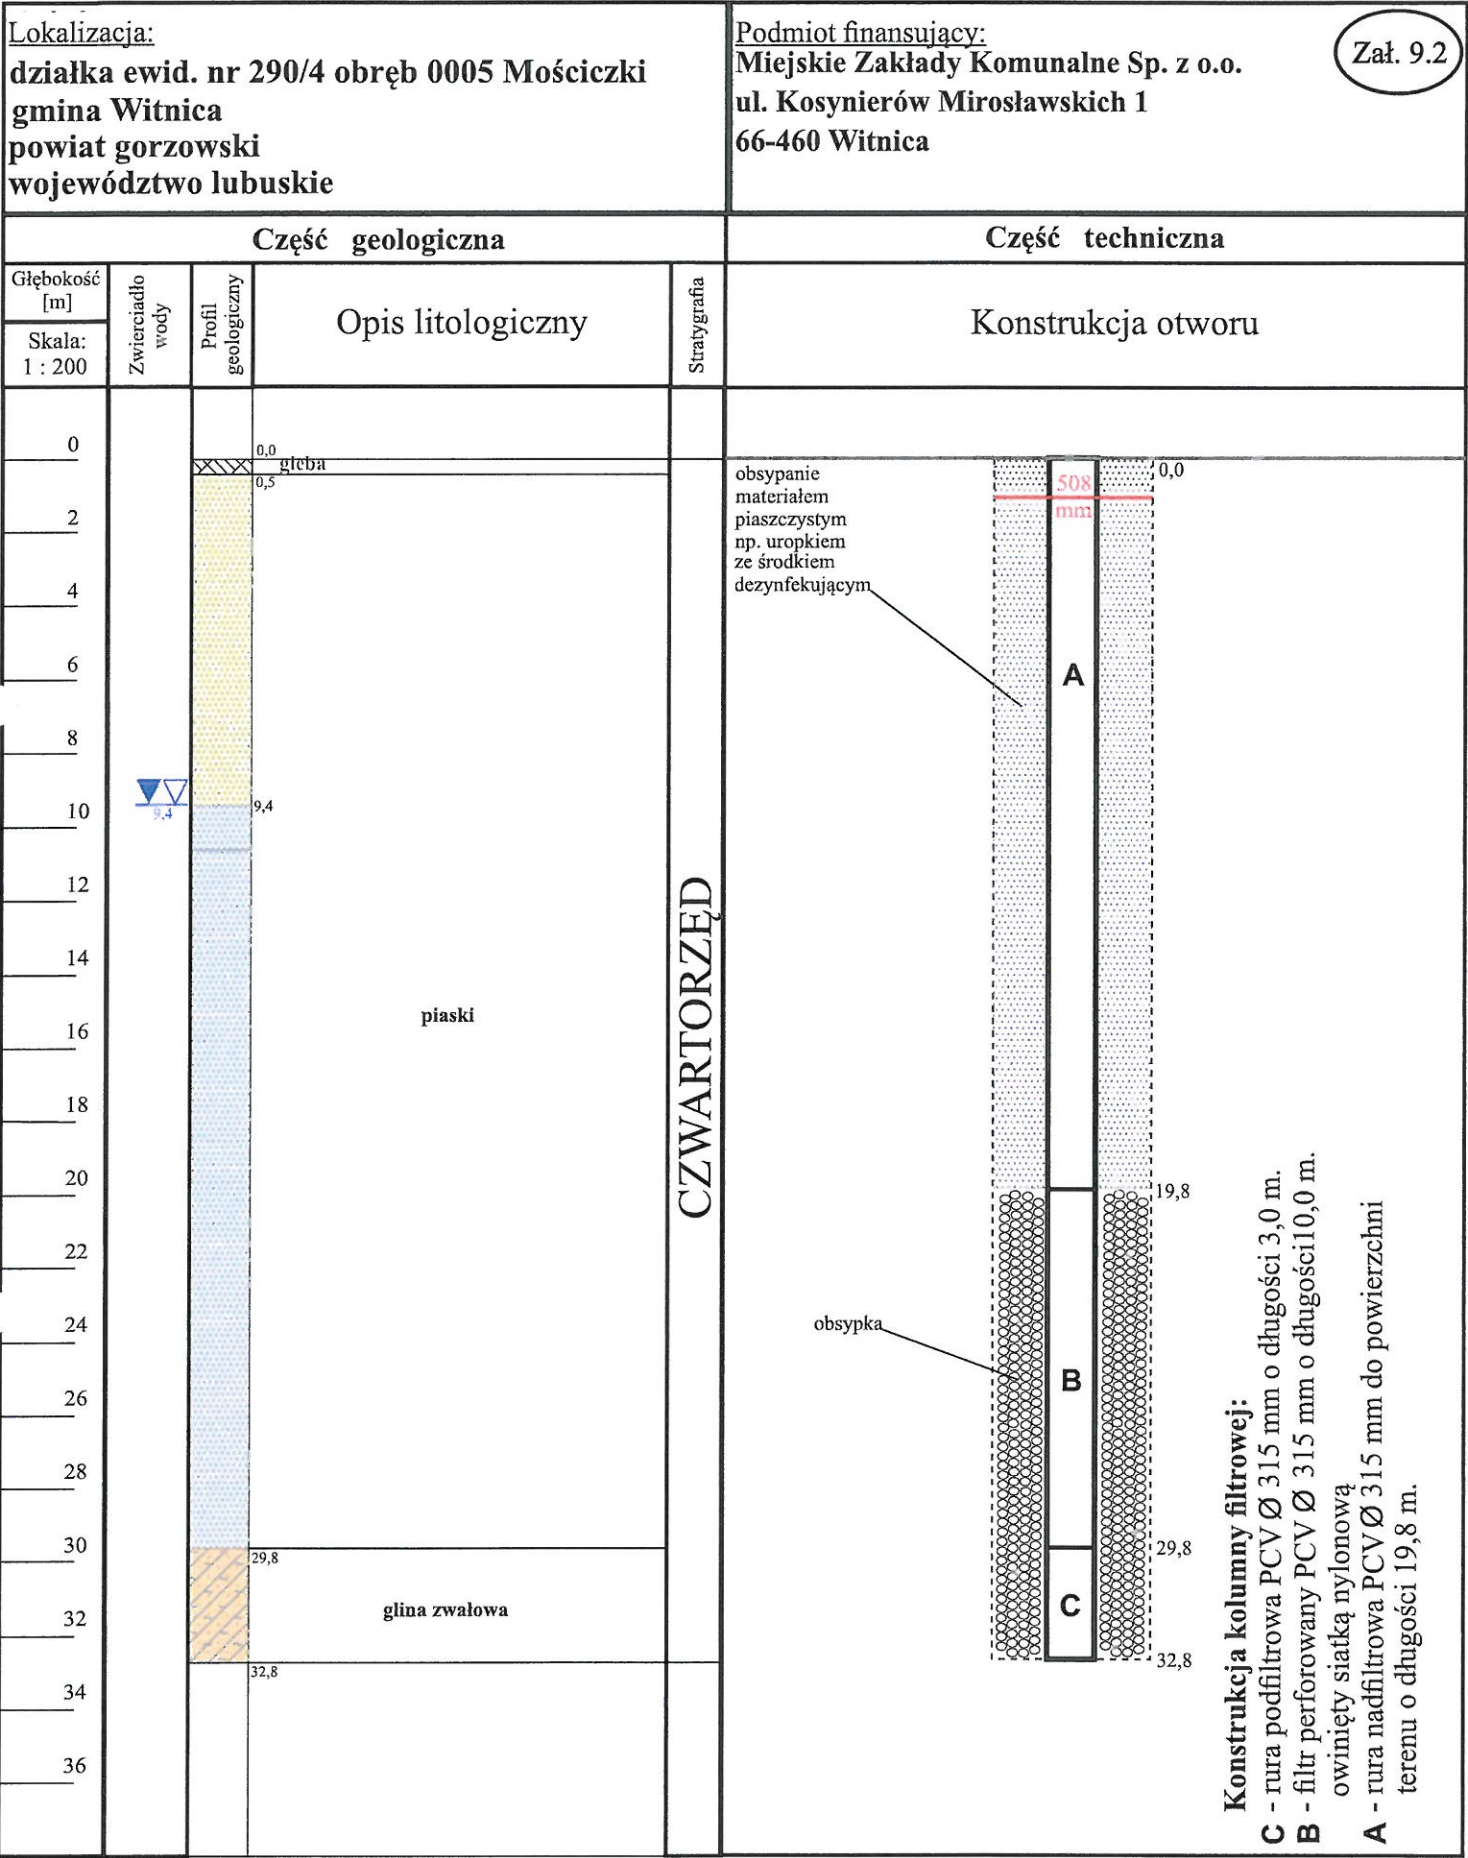 Lokalizacja:
działka ewid. nr 290/4 obręb 0005 Mościczki
gmina Witnica
powiat gorzowski
województwo lubuskie
Podmiot finansujący:
Miejskie Zakłady Komunalne Sp. z o.o.
ul. Kosynierów Mirosławskich 1
66-460 Witnica
Zał. 9.2
Część geologiczna
Część techniczna
Głębokość
[m]
Skala:
1 : 200
Zwierciadło
wody
Profil
geologiczny
Opis litologiczny
Stratygrafia
Konstrukcja otworu
0
2
4
6
8
10
12
14
16
18
20
22
24
26
28
30
32
34
36
9,4
0,0
gleba
0,5
9,4
piaski
29,8
glina zwałowa
32,8
CZWARTORZĘD
obsypanie
materiałem
piaszczystym
np. uropkiem
ze środkiem
dezynfekującym
508
mm
0,0
A
19,8
obsypka
B
29,8
C
32,8
Konstrukcja kolumny filtrowej:
C - rura podfiltrowa PCV Ø 315 mm o długości 3,0 m.
B - filtr perforowany PCV Ø 315 mm o długości10,0 m.
owinięty siatką nylonową
A - rura nadfiltrowa PCV Ø 315 mm do powierzchni
terenu o długości 19,8 m.